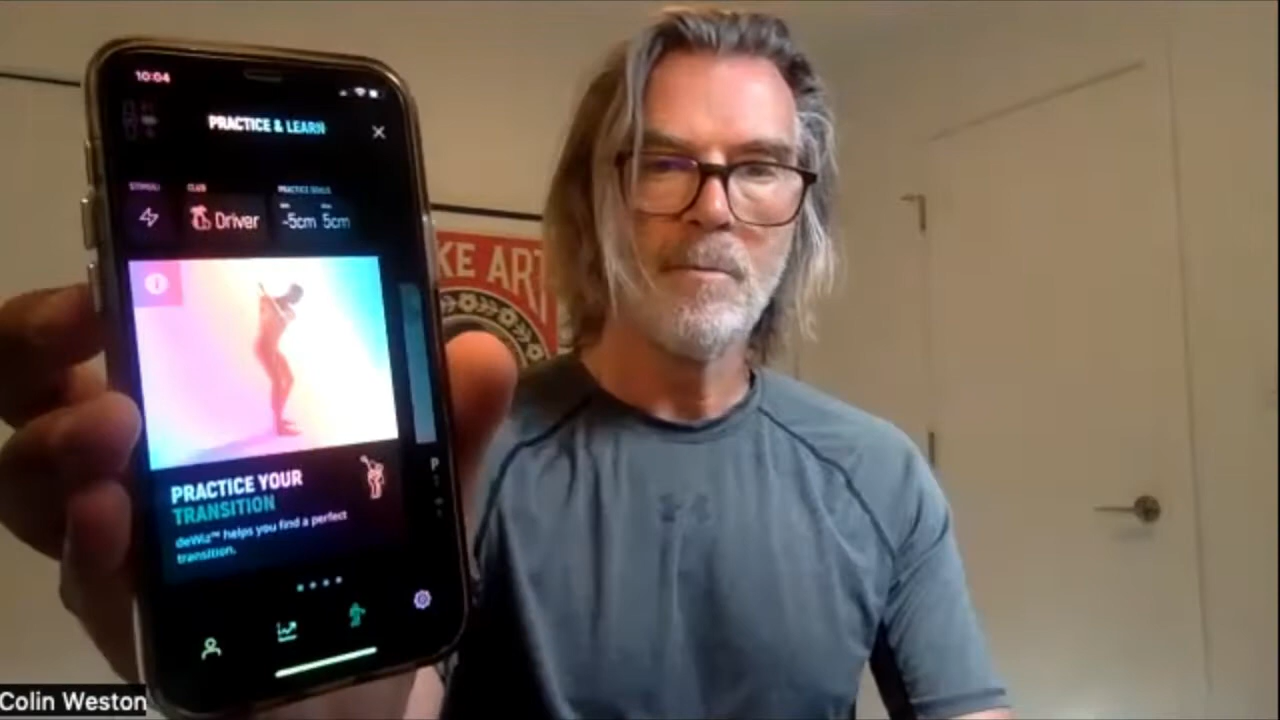 10:04
PRACTICE & LEARN
STIMULI
CLUB
PRACTICE GOALS
Driver
-5cm 5cm
KE ART
PRACTICE YOUR
TRANSITION
deWiz™ helps you find a perfect
transition.
P
Colin Weston